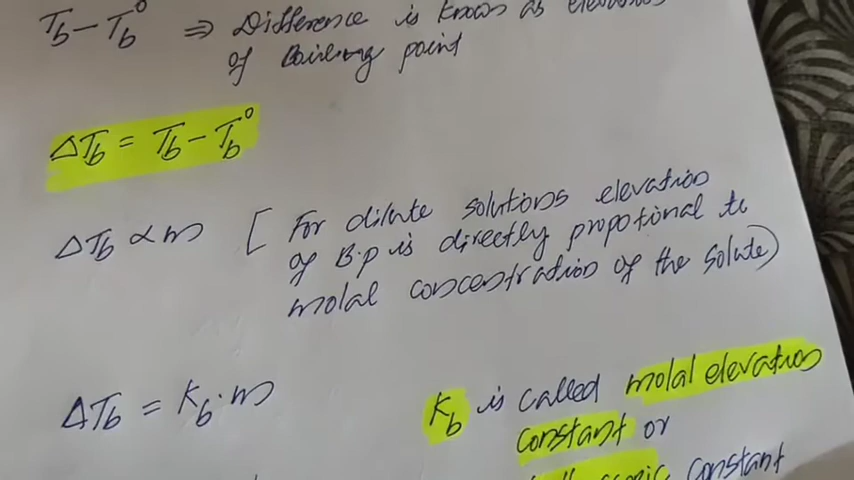 Tb - Tb° ⇒ Difference is known as
of Boiling point
ΔTb = Tb - Tb°
ΔTb ∝ m [ For dilute solutions elevation
of B.p is directly propotional to
molal concentration of the solute)
ΔTb = Kb . m
Kb is called molal elevation
constant or
constant